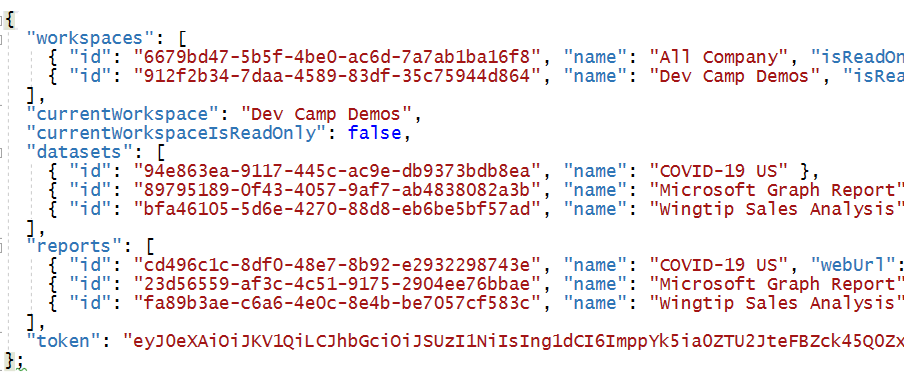 {
  "workspaces": [
    { "id": "6679bd47-5b5f-4be0-ac6d-7a7ab1ba16f8", "name": "All Company", "isReadOn
    { "id": "912f2b34-7daa-4589-83df-35c75944d864", "name": "Dev Camp Demos", "isRea
  ],
  "currentWorkspace": "Dev Camp Demos",
  "currentWorkspaceIsReadOnly": false,
  "datasets": [
    { "id": "94e863ea-9117-445c-ac9e-db9373bdb8ea", "name": "COVID-19 US" },
    { "id": "89795189-0f43-4057-9af7-ab4838082a3b", "name": "Microsoft Graph Report"
    { "id": "bfa46105-5d6e-4270-88d8-eb6be5bf57ad", "name": "Wingtip Sales Analysis"
  ],
  "reports": [
    { "id": "cd496c1c-8df0-48e7-8b92-e2932298743e", "name": "COVID-19 US", "webUrl":
    { "id": "23d56559-af3c-4c51-9175-2904ee76bbae", "name": "Microsoft Graph Report"
    { "id": "fa89b3ae-c6a6-4e0c-8e4b-be7057cf583c", "name": "Wingtip Sales Analysis"
  ],
  "token": "eyJ0eXAiOiJKV1QiLCJhbGciOiJSUzI1NiIsIng1dCI6ImppYk5ia0ZTU2JteFBZck45Q0Zx
};